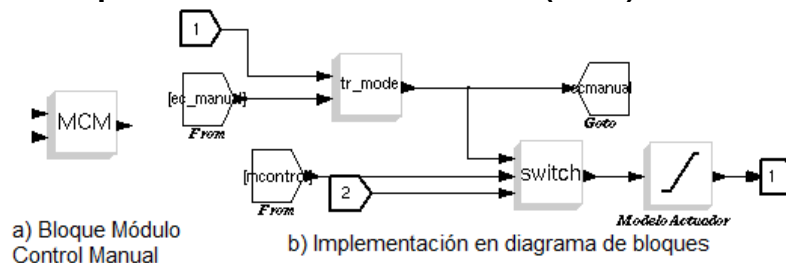 1
[ec_manual]
From
tr_mode
ecmanual
Goto
MCM
[mcontrol]
From
2
switch
1
Modelo Actuador
a) Bloque Módulo
Control Manual
b) Implementación en diagrama de bloques